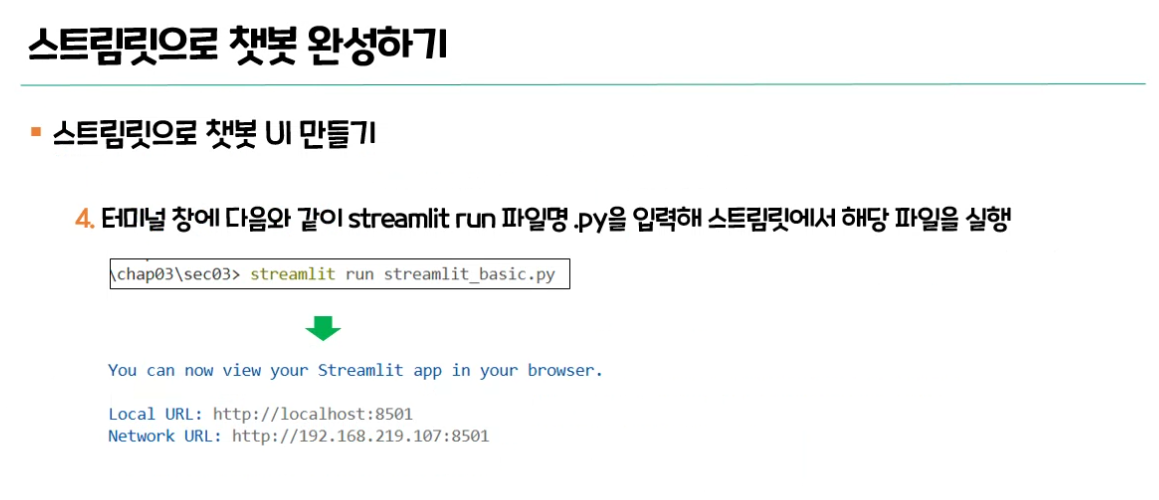 스트림릿으로 챗봇 완성하기
스트림릿으로 챗봇 UI 만들기
4. 터미널 창에 다음와 같이 streamlit run 파일명.py을 입력해 스트림릿에서 해당 파일을 실행
\chap03\sec03> streamlit run streamlit_basic.py
You can now view your Streamlit app in your browser.
Local URL: http://localhost:8501
Network URL: http://192.168.219.107:8501